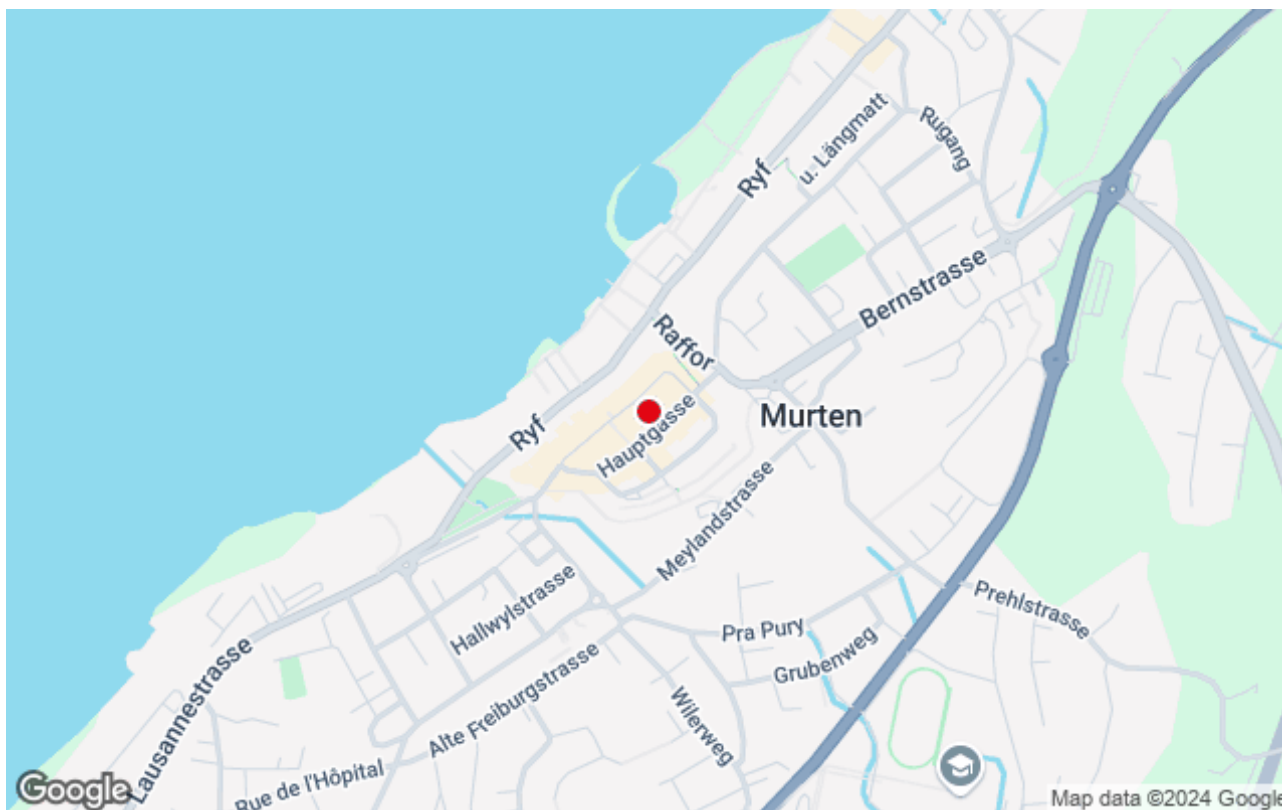 Rugang
u. Längmatt
Ryf
Bernstrasse
Raffor
Murten
Hauptgasse
Ryf
Meylandstrasse
Hallwylstrasse
Prehlstrasse
Pra Pury
Grubenweg
Lausannestrasse
Alte Freiburgstrasse
Wilerweg
Rue de l'Hôpital
Google
Map data ©2024 Google